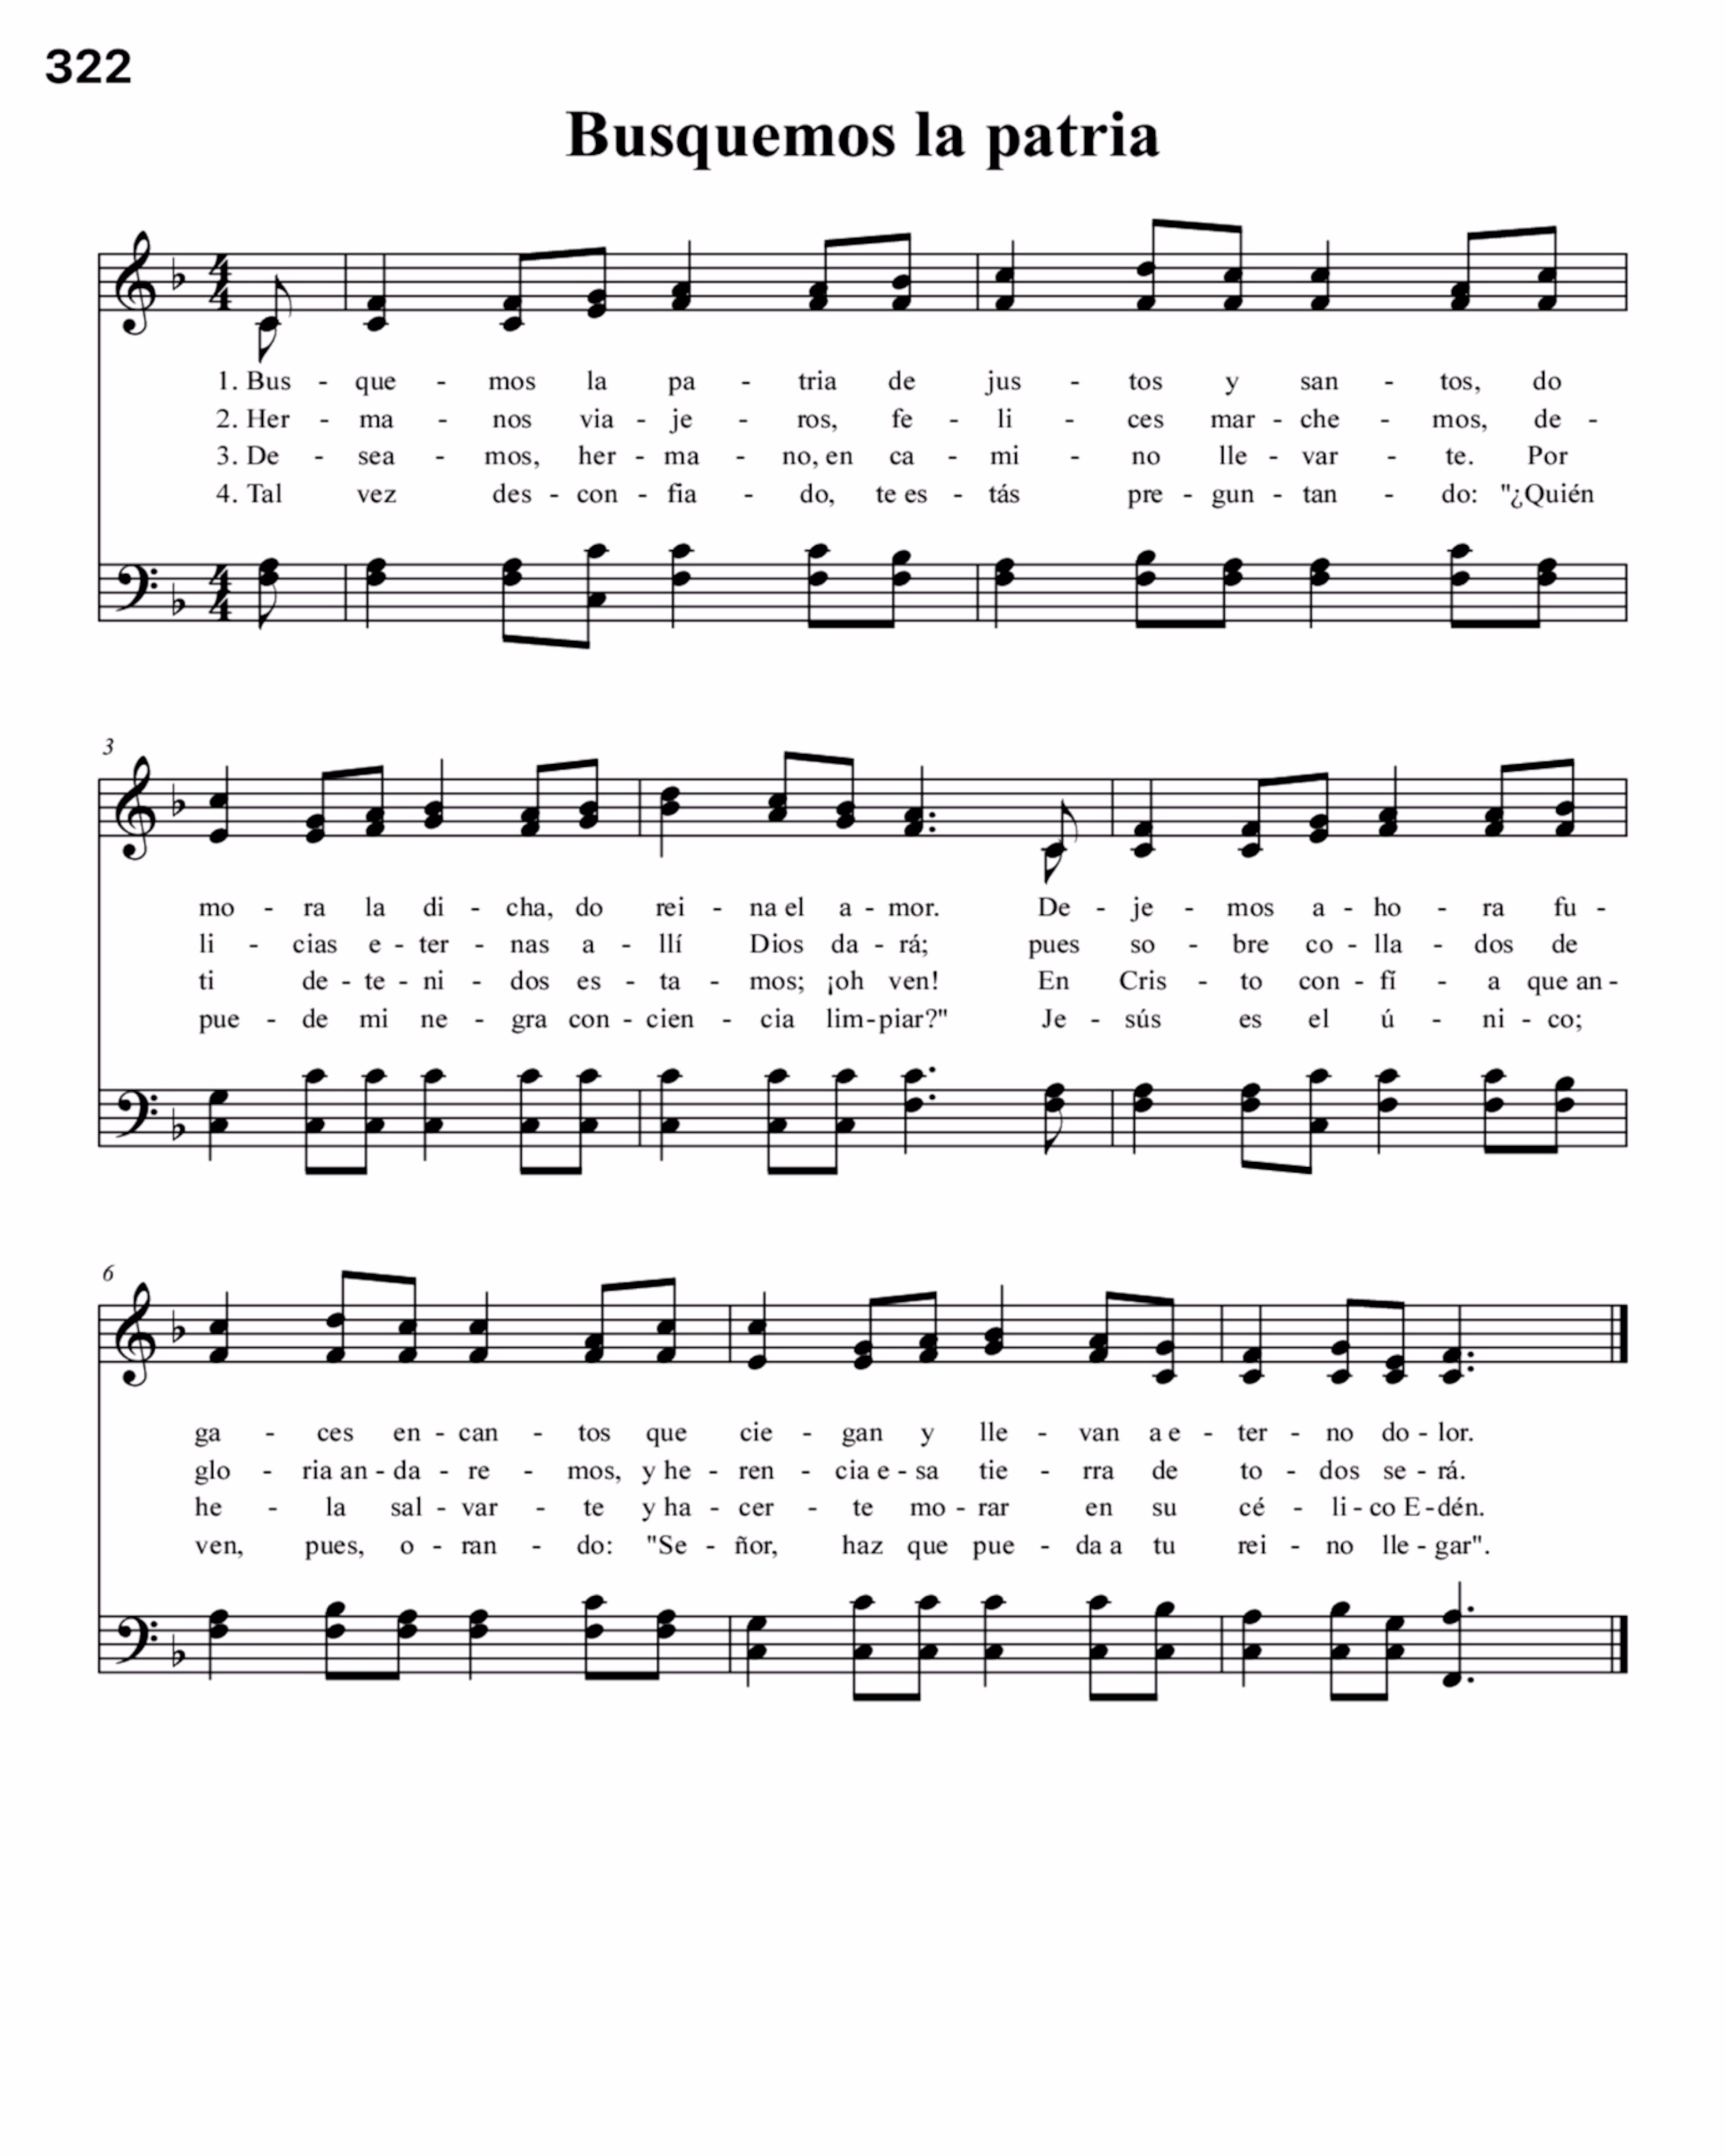 322
Busquemos la patria
1. Bus - que - mos la pa - tria de jus - tos y san - tos, do
2. Her - ma - nos via - je - ros, fe - li - ces mar - che - mos, de -
3. De - sea - mos, her - ma - no, en ca - mi - no lle - var - te. Por
4. Tal vez des - con - fia - do, te es - tás pre - gun - tan - do: "¿Quién
3
mo - ra la di - cha, do rei - na el a - mor. De - je - mos a - ho - ra fu -
li - cias e - ter - nas a - llí Dios da - rá; pues so - bre co - lla - dos de
ti de - te - ni - dos es - ta - mos; ¡oh ven! En Cris - to con - fí - a que an -
pue - de mi ne - gra con - cien - cia lim - piar?" Je - sús es el ú - ni - co;
6
ga - ces en - can - tos que cie - gan y lle - van a e - ter - no do - lor.
glo - ria an - da - re - mos, y he - ren - cia e - sa tie - rra de to - dos se - rá.
he - la sal - var - te y ha - cer - te mo - rar en su cé - li - co E - dén.
ven, pues, o - ran - do: "Se - ñor, haz que pue - da a tu rei - no lle - gar".